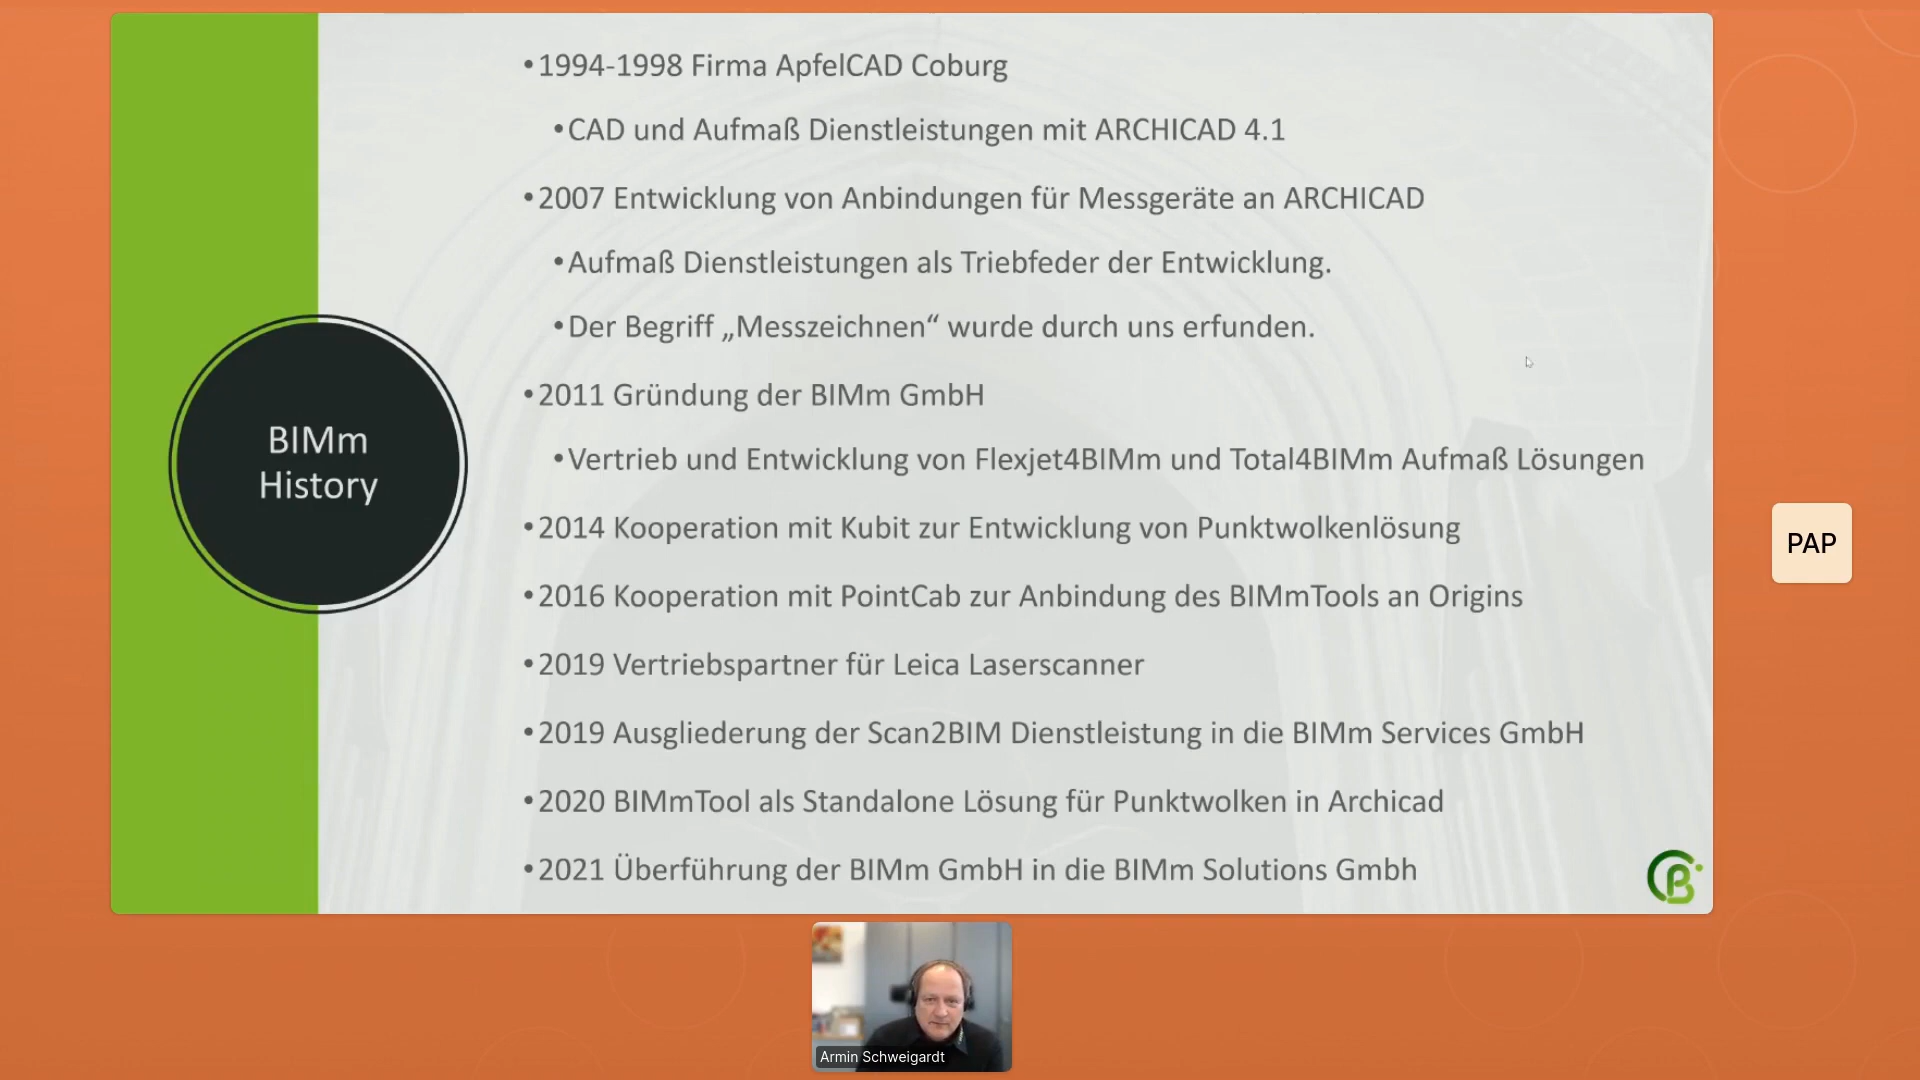 •1994-1998 Firma ApfelCAD Coburg
•CAD und Aufmaß Dienstleistungen mit ARCHICAD 4.1
•2007 Entwicklung von Anbindungen für Messgeräte an ARCHICAD
•Aufmaß Dienstleistungen als Triebfeder der Entwicklung.
•Der Begriff „Messzeichnen“ wurde durch uns erfunden.
BIMm
History
•2011 Gründung der BIMm GmbH
•Vertrieb und Entwicklung von Flexjet4BIMm und Total4BIMm Aufmaß Lösungen
•2014 Kooperation mit Kubit zur Entwicklung von Punktwolkenlösung
•2016 Kooperation mit PointCab zur Anbindung des BIMmTools an Origins
•2019 Vertriebspartner für Leica Laserscanner
•2019 Ausgliederung der Scan2BIM Dienstleistung in die BIMm Services GmbH
•2020 BIMmTool als Standalone Lösung für Punktwolken in Archicad
•2021 Überführung der BIMm GmbH in die BIMm Solutions Gmbh
PAP
Armin Schweigardt